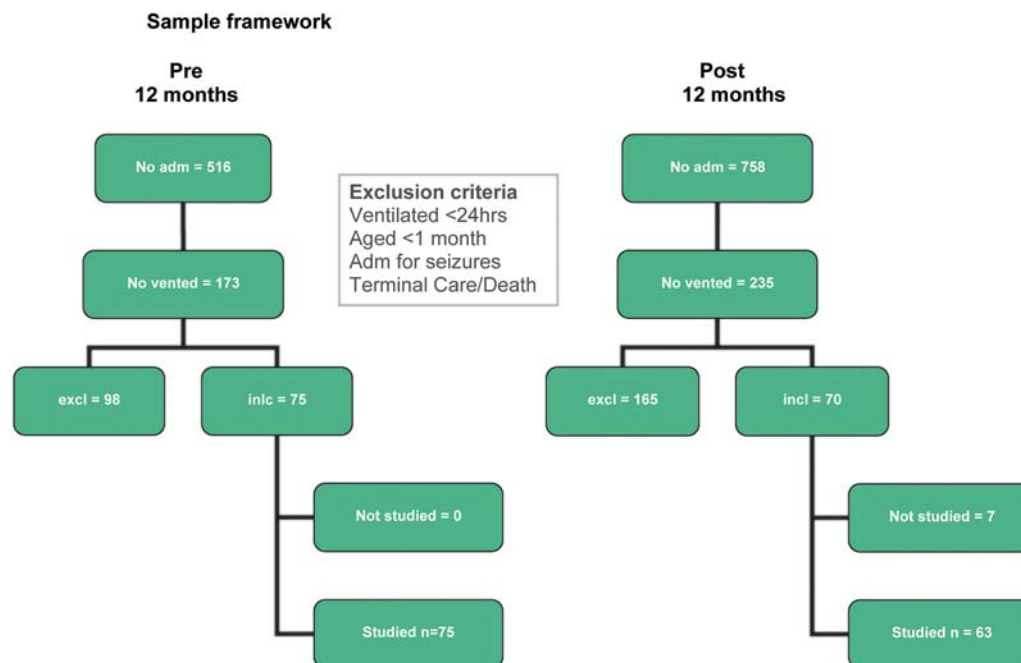 Sample framework
Pre
12 months
Post
12 months
No adm = 516
No adm = 758
Exclusion criteria
Ventilated <24hrs
Aged <1 month
Adm for seizures
Terminal Care/Death
No vented = 173
No vented = 235
excl = 98
inlc = 75
excl = 165
incl = 70
Not studied = 0
Not studied = 7
Studied n=75
Studied n = 63